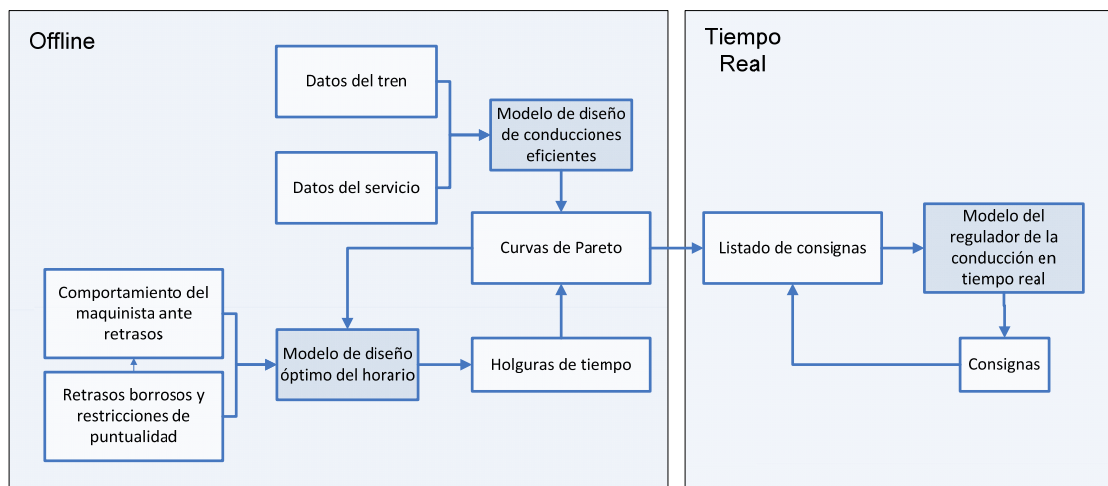 Offline
Datos del tren
Datos del servicio
Modelo de diseño
de conducciones
eficientes
Curvas de Pareto
Comportamiento del
maquinista ante
retrasos
Retrasos borrosos y
restricciones de
puntualidad
Modelo de diseño
óptimo del horario
Holguras de tiempo
Tiempo
Real
Listado de consignas
Modelo del
regulador de la
conducción en
tiempo real
Consignas